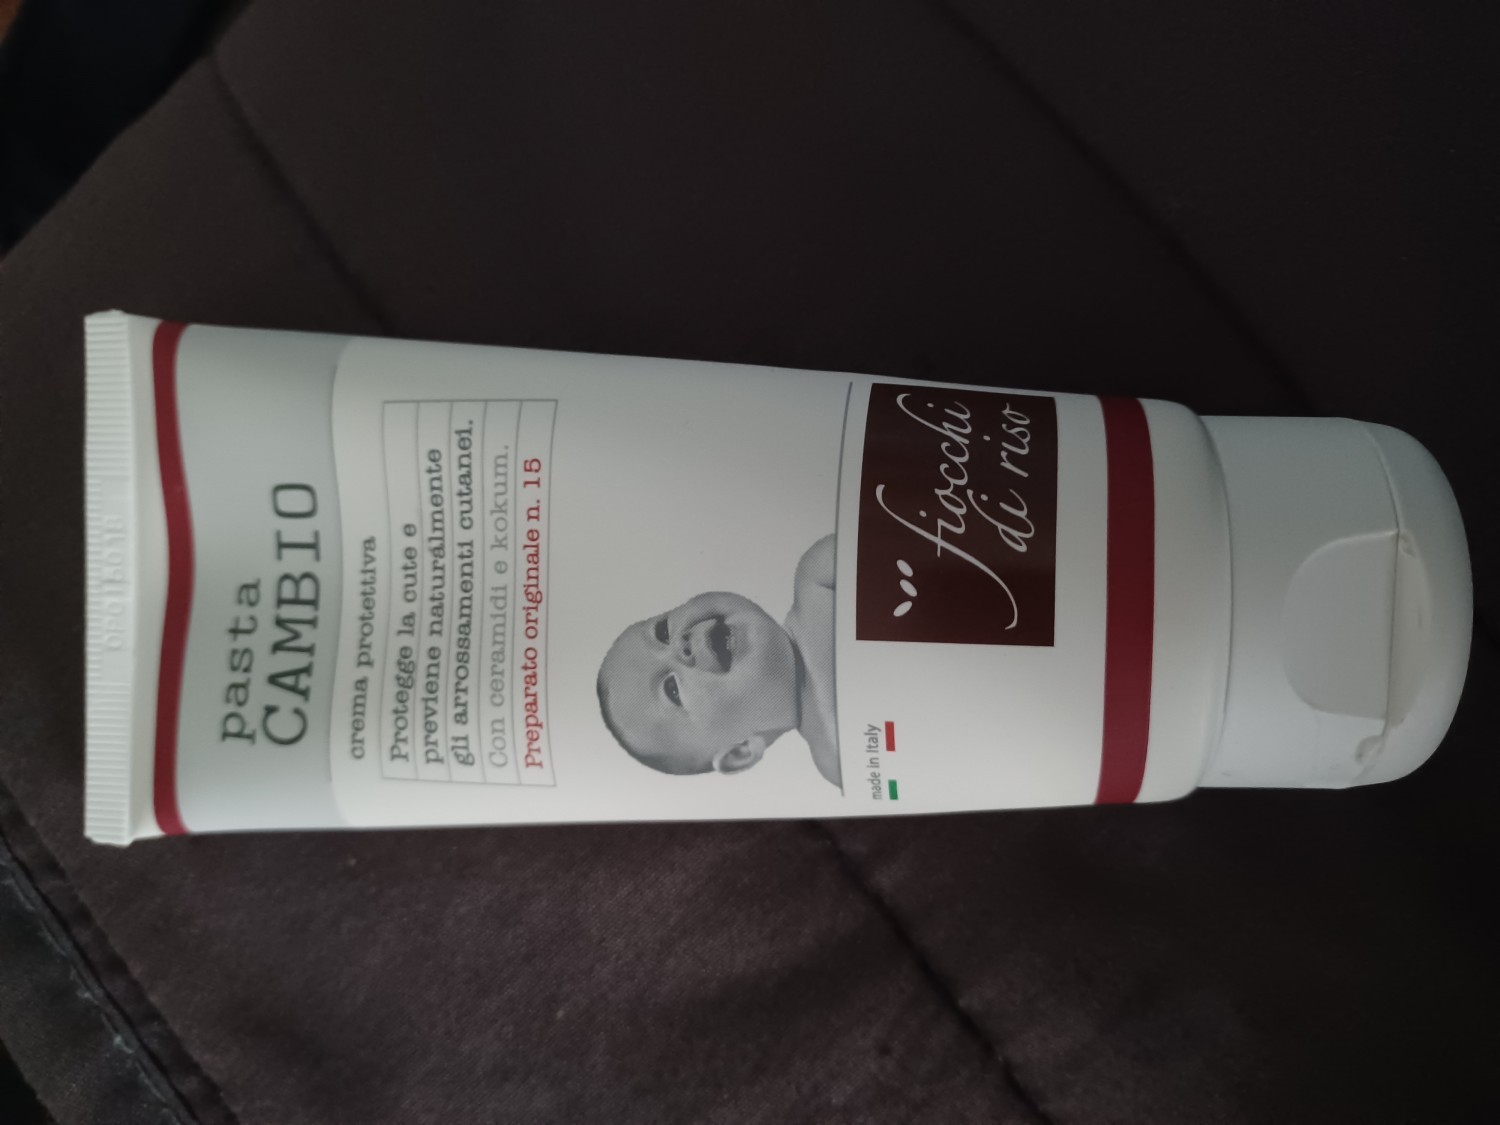 pasta
CAMBIO
crema protettiva
Protegge la cute e
previene naturalmente
gli arrossamenti cutanei.
Con ceramidi e kokum.
Preparato originale n. 15
fiocchi
di riso
made in Italy